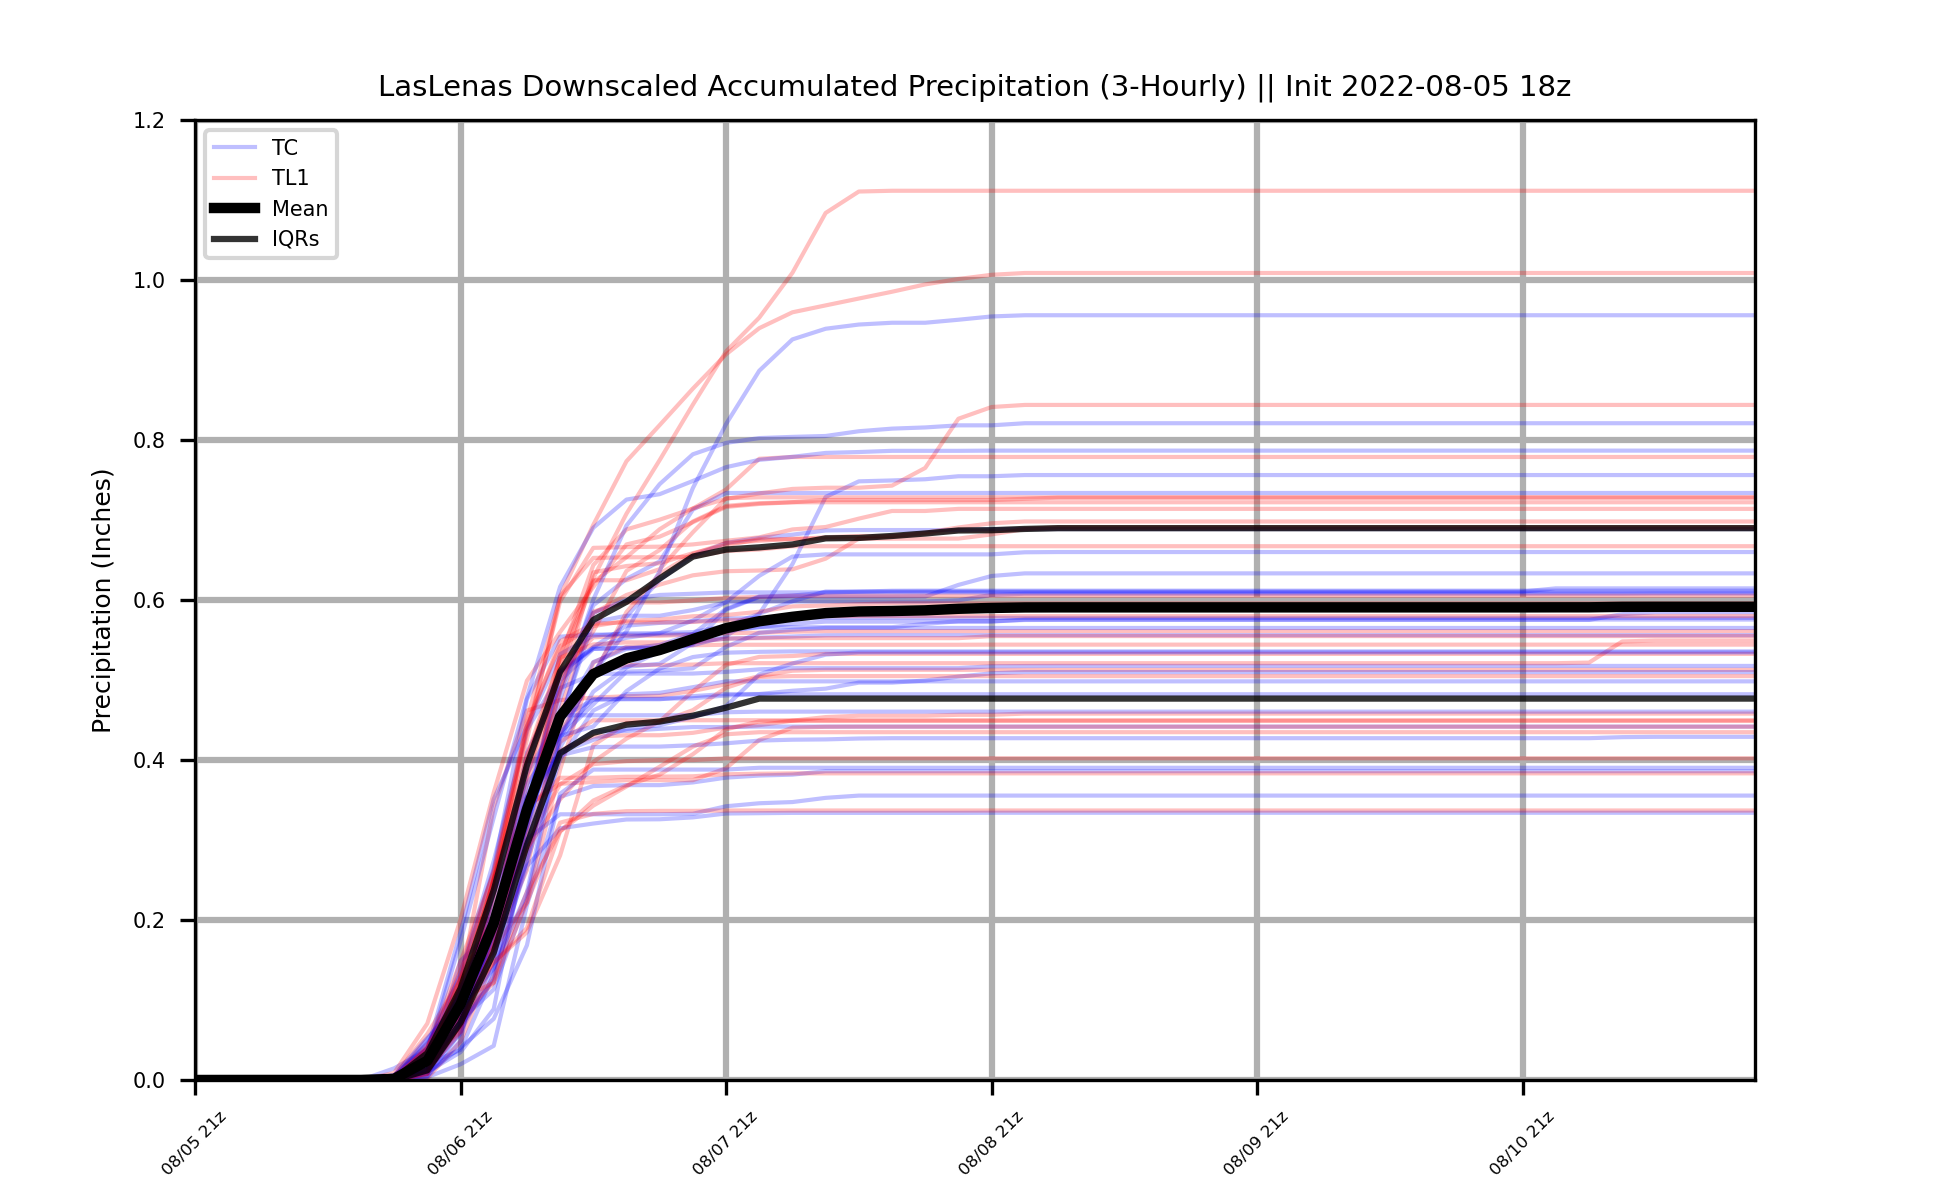 LasLenas Downscaled Accumulated Precipitation (3-Hourly) || Init 2022-08-05 18z
1.2
1.0
0.8
0.6
0.4
0.2
0.0
Precipitation (Inches)
TC
TL1
Mean
IQRs
08/05 21z
08/06 21z
08/07 21z
08/08 21z
08/09 21z
08/10 21z